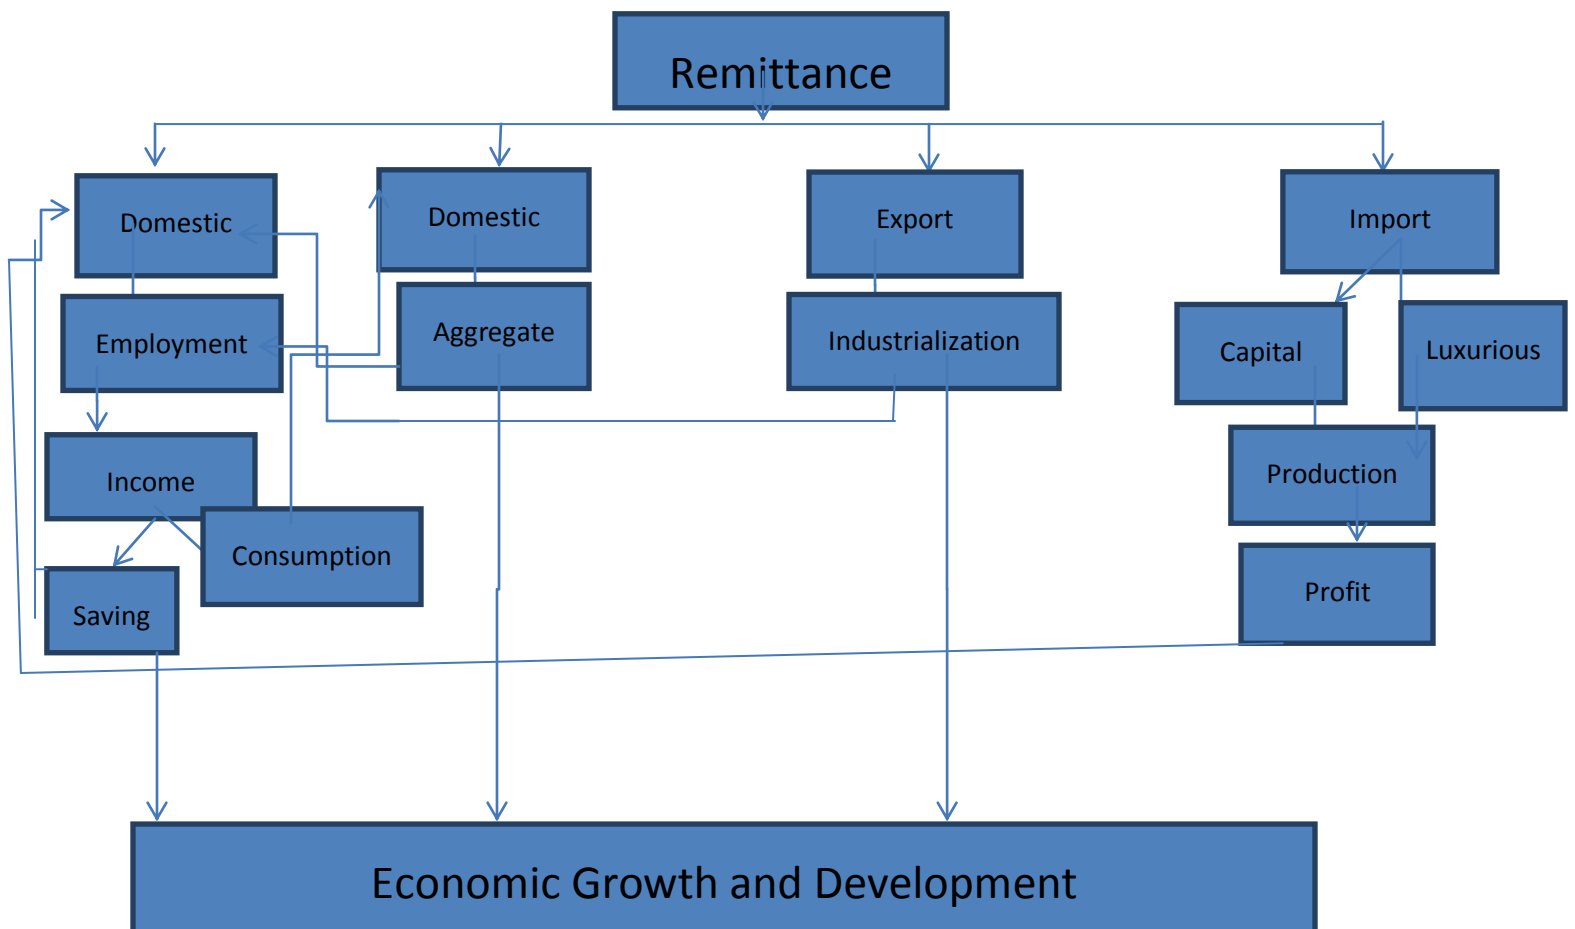 Remittance
Domestic
Domestic
Export
Import
Employment
Aggregate
Industrialization
Capital
Luxurious
Income
Consumption
Production
Saving
Profit
Economic Growth and Development